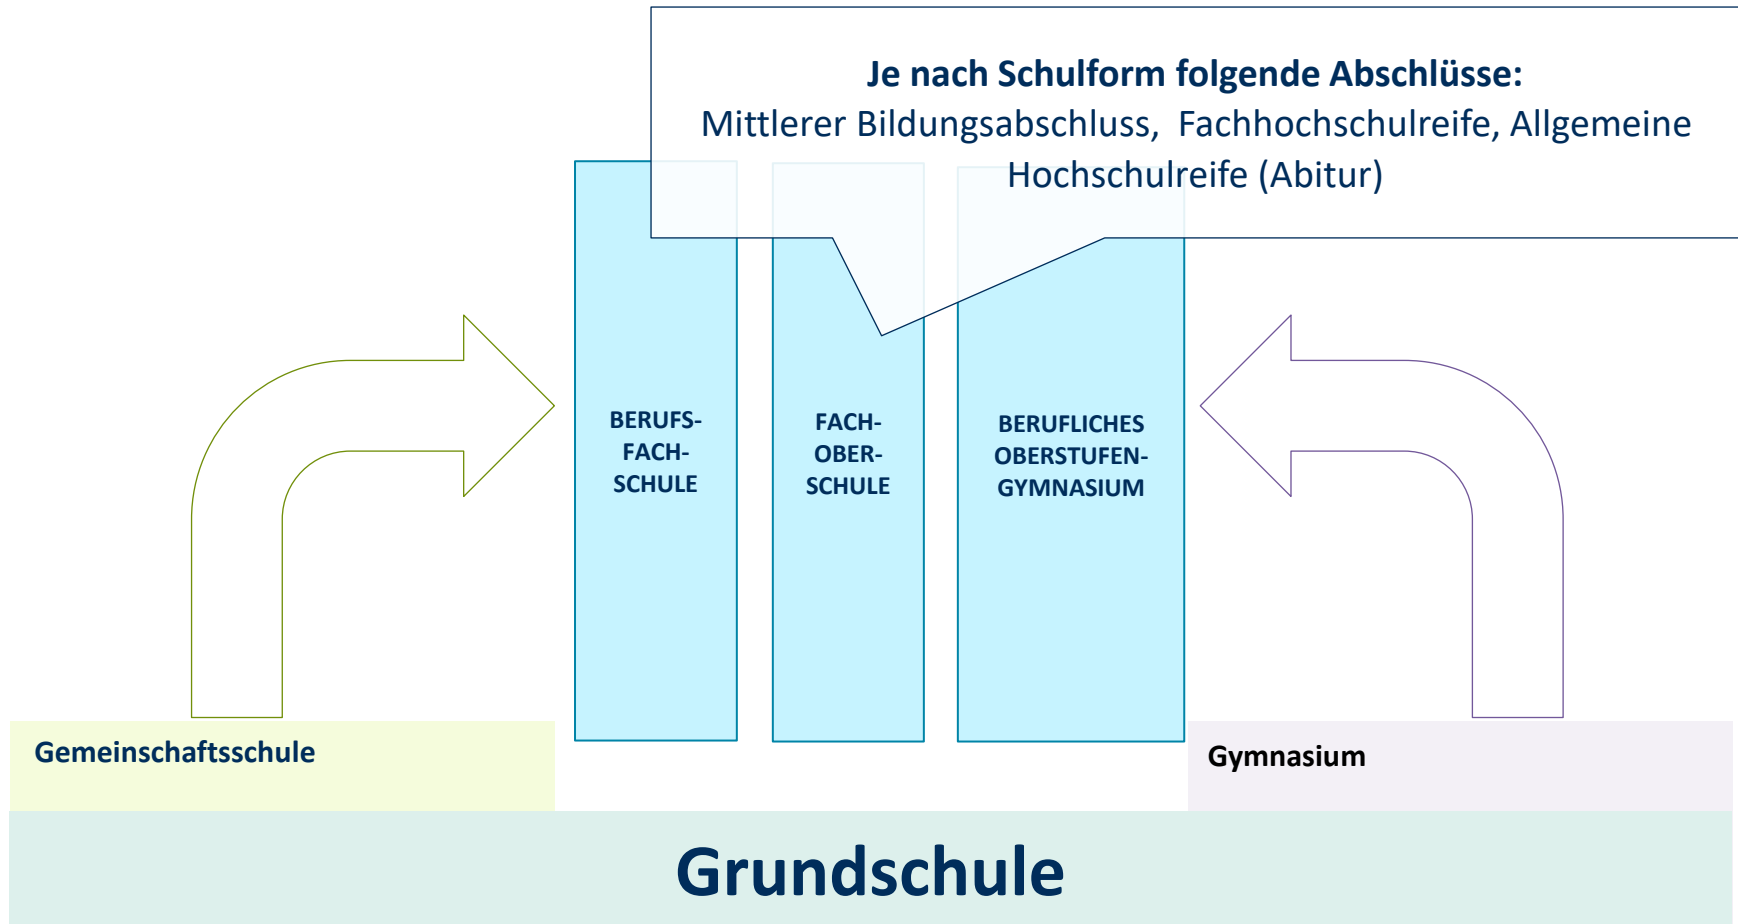 Je nach Schulform folgende Abschlüsse:
Mittlerer Bildungsabschluss, Fachhochschulreife, Allgemeine
Hochschulreife (Abitur)
BERUFS-
FACH-
SCHULE
FACH-
OBER-
SCHULE
BERUFLICHES
OBERSTUFEN-
GYMNASIUM
Gemeinschaftsschule
Gymnasium
Grundschule